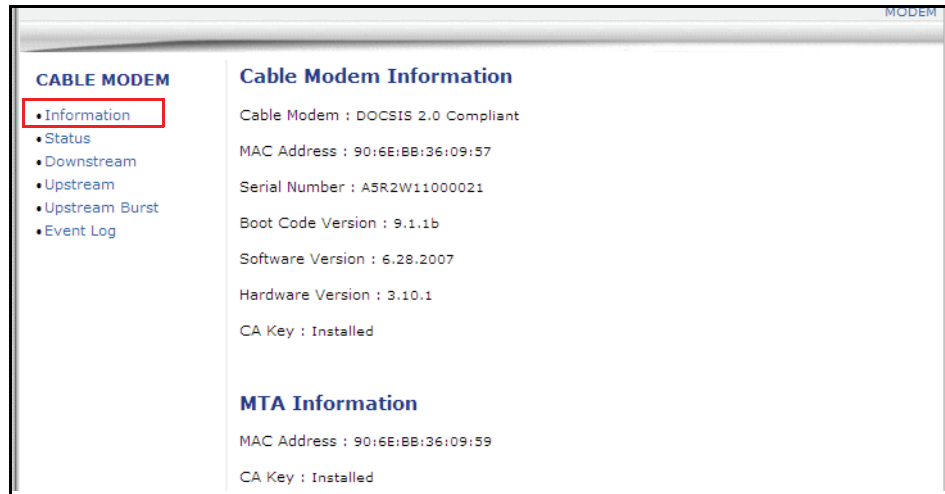 MODEM
CABLE MODEM
•Information
•Status
•Downstream
•Upstream
•Upstream Burst
•Event Log
Cable Modem Information
Cable Modem : DOCSIS 2.0 Compliant
MAC Address : 90:6E:BB:36:09:57
Serial Number : A5R2W11000021
Boot Code Version : 9.1.1b
Software Version : 6.28.2007
Hardware Version : 3.10.1
CA Key : Installed
MTA Information
MAC Address : 90:6E:BB:36:09:59
CA Key : Installed